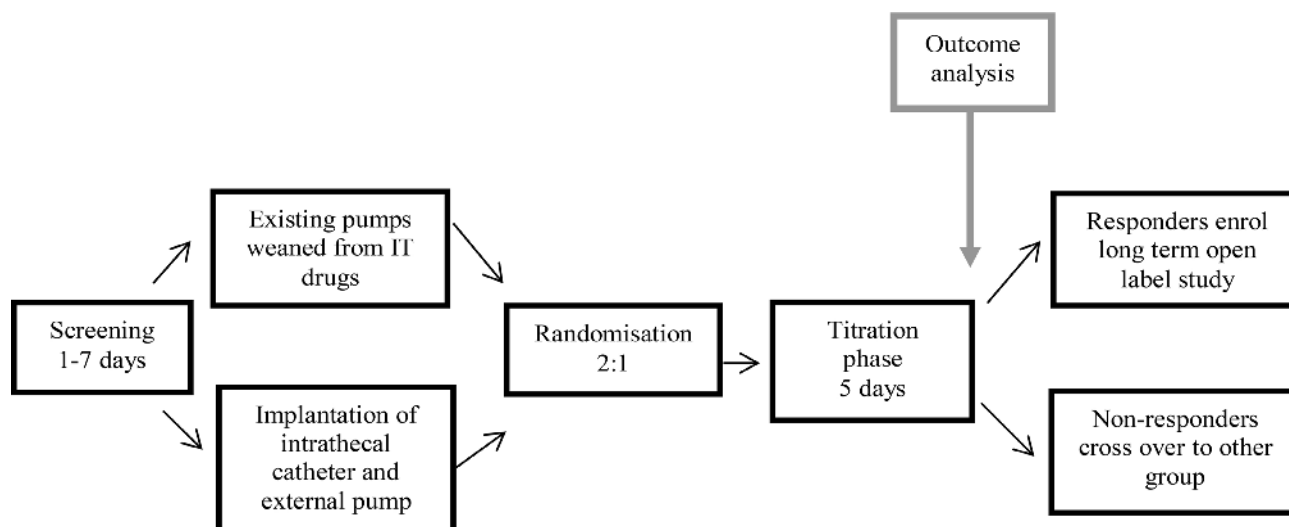 Outcome
analysis
Existing pumps
weaned from IT
drugs
Responders enrol
long term open
label study
Screening
1-7 days
Randomisation
2:1
Titration
phase
5 days
Implantation of
intrathecal
catheter and
external pump
Non-responders
cross over to other
group